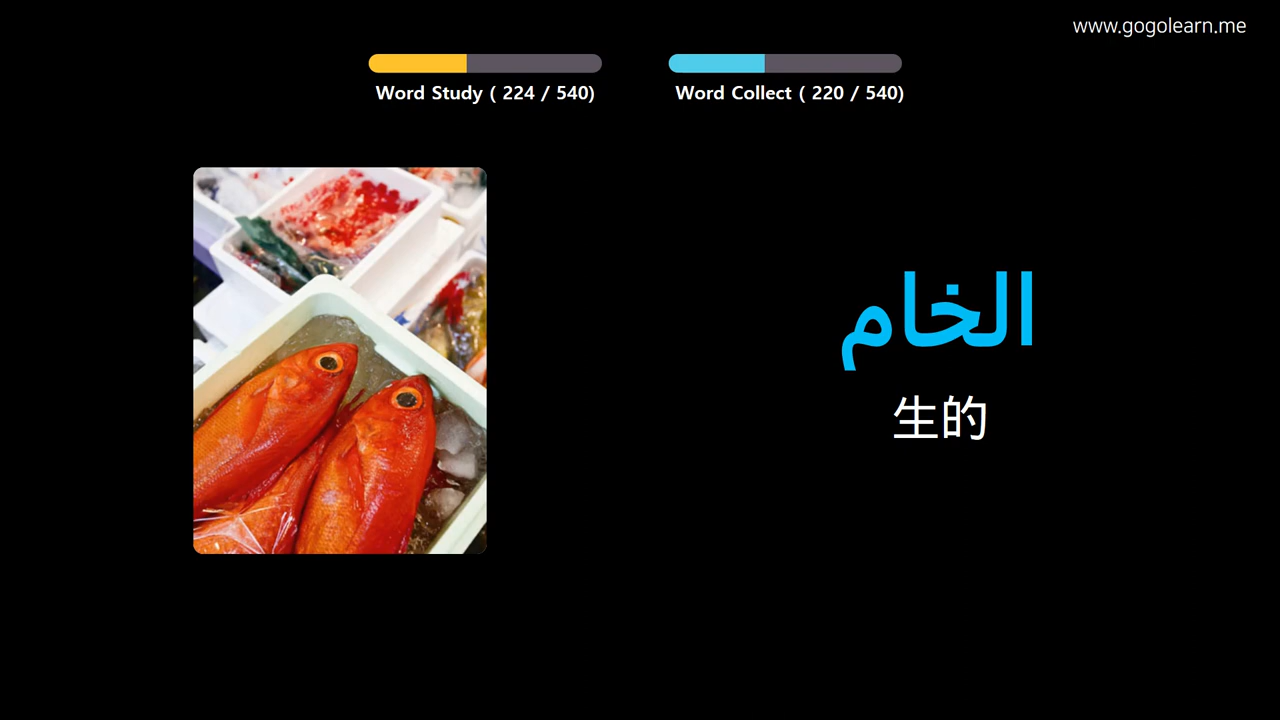 www.gogolearn.me
Word Study ( 224 / 540)
Word Collect ( 220 / 540)
الخام
生的